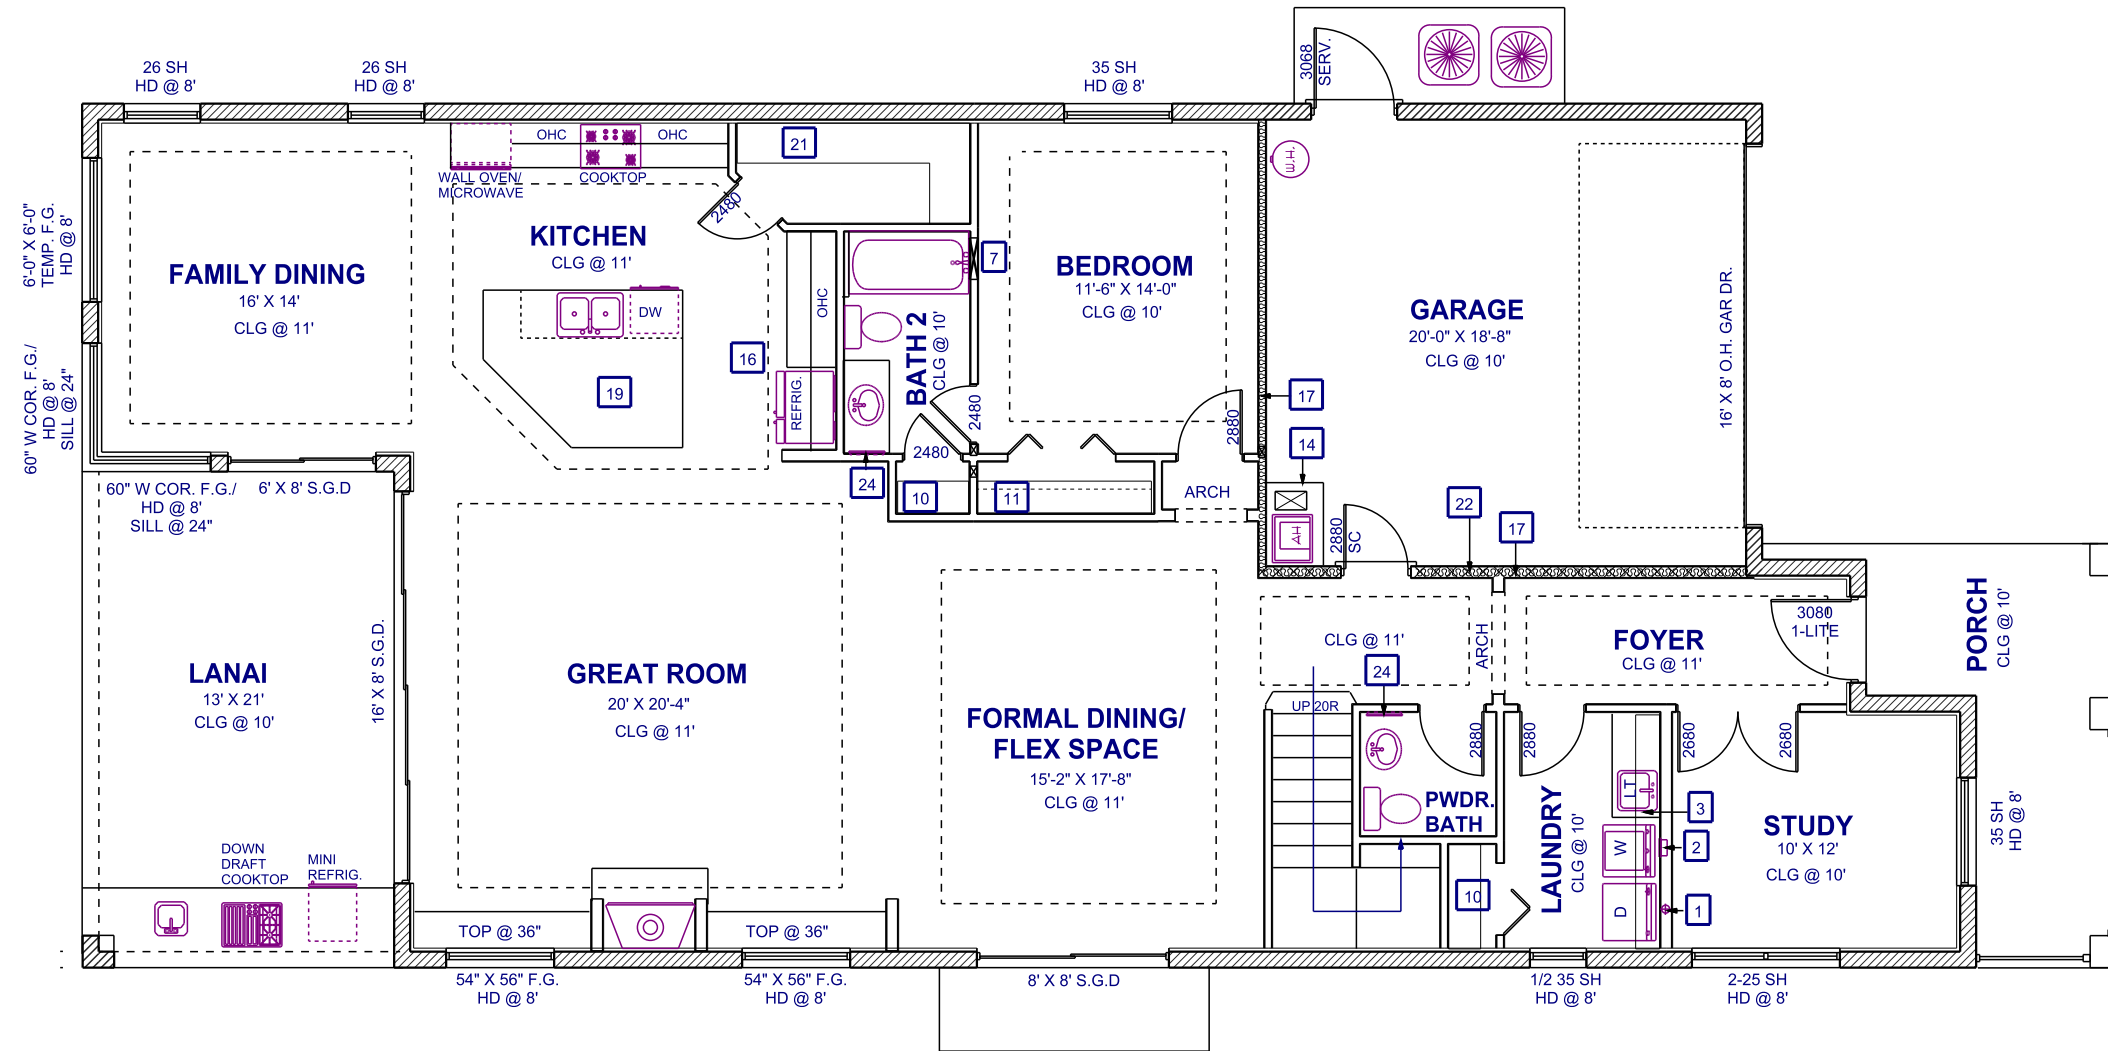 26 SH
HD @ 8'
26 SH
HD @ 8'
35 SH
HD @ 8'
3068
SERV.
OHC
OHC
21
WALL OVEN/
MICROWAVE
COOKTOP
2480
W.H.
6'-0" X 6'-0"
TEMP. F.G.
HD @ 8'
FAMILY DINING
16' X 14'
CLG @ 11'
KITCHEN
CLG @ 11'
DW
OHC
16
19
REFRIG.
7
BATH 2
CLG @ 10'
2480
2480
24
10
11
BEDROOM
11'-6" X 14'-0"
CLG @ 10'
2880
ARCH
GARAGE
20'-0" X 18'-8"
CLG @ 10'
16' X 8' O.H. GAR DR.
17
14
AH
2880
SC
22
17
60" W COR. F.G./
HD @ 8'
SILL @ 24"
60" W COR. F.G./
HD @ 8'
SILL @ 24"
6' X 8' S.G.D
16' X 8' S.G.D.
LANAI
13' X 21'
CLG @ 10'
DOWN
DRAFT
COOKTOP
MINI
REFRIG.
GREAT ROOM
20' X 20'-4"
CLG @ 11'
TOP @ 36"
TOP @ 36"
54" X 56" F.G.
HD @ 8'
54" X 56" F.G.
HD @ 8'
FORMAL DINING/
FLEX SPACE
15'-2" X 17'-8"
CLG @ 11'
8' X 8' S.G.D
CLG @ 11'
ARCH
24
UP 20R
FOYER
CLG @ 11'
3080
1-LITE
PORCH
CLG @ 10'
2880
2880
2680
2680
PWDR.
BATH
LAUNDRY
CLG @ 10'
LT
3
W
2
D
1
10
STUDY
10' X 12'
CLG @ 10'
35 SH
HD @ 8'
1/2 35 SH
HD @ 8'
2-25 SH
HD @ 8'